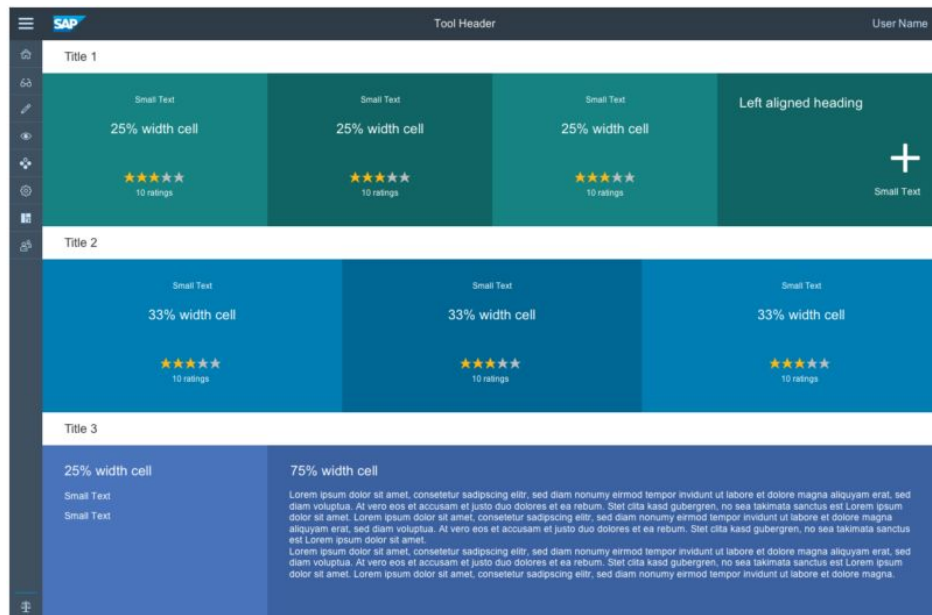 SAP
Tool Header
User Name
Title 1
Small Text
25% width cell
10 ratings
Small Text
25% width cell
10 ratings
Small Text
25% width cell
10 ratings
Left aligned heading
Small Text
Title 2
Small Text
33% width cell
10 ratings
Small Text
33% width cell
10 ratings
Small Text
33% width cell
10 ratings
Title 3
25% width cell
Small Text
Small Text
75% width cell
Lorem ipsum dolor sit amet, consetetur sadipscing elitr, sed diam nonumy eirmod tempor invidunt ut labore et dolore magna aliquyam erat, sed
diam voluptua. At vero eos et accusam et justo duo dolores et ea rebum. Stet clita kasd gubergren, no sea takimata sanctus est Lorem ipsum
dolor sit amet. Lorem ipsum dolor sit amet, consetetur sadipscing elitr, sed diam nonumy eirmod tempor invidunt ut labore et dolore magna
aliquyam erat, sed diam voluptua. At vero eos et accusam et justo duo dolores et ea rebum. Stet clita kasd gubergren, no sea takimata sanctus
est Lorem ipsum dolor sit amet.
Lorem ipsum dolor sit amet, consetetur sadipscing elitr, sed diam nonumy eirmod tempor invidunt ut labore et dolore magna aliquyam erat, sed
diam voluptua. At vero eos et accusam et justo duo dolores et ea rebum. Stet clita kasd gubergren, no sea takimata sanctus est Lorem ipsum
dolor sit amet. Lorem ipsum dolor sit amet, consetetur sadipscing elitr, sed diam nonumy eirmod tempor invidunt ut labore et dolore magna.